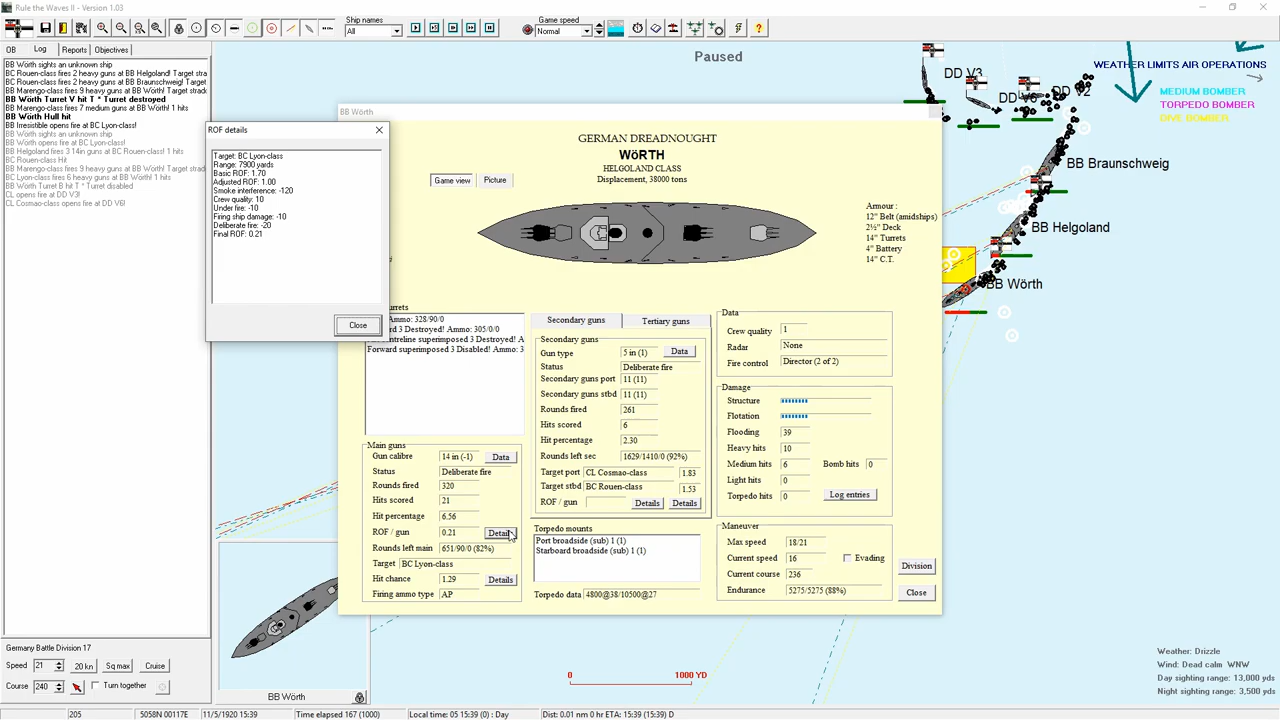 Rule the Waves II - Version 1.03
Ship names
All
Game speed
Normal
OB
Log
Reports
Objectives
BB Wörth sights an unknown ship
BC Rouen-class fires 2 heavy guns at BB Helgoland! Target stra
BC Rouen-class fires 2 heavy guns at BB Braunschweig! Target
BB Marengo-class fires 9 heavy guns at BB Wörth! Target stradd
BB Wörth Turret V hit T * Turret destroyed
BB Marengo-class fires 7 medium guns at BB Wörth! 1 hits
BB Wörth Hull hit
BB Irresistible opens fire at BC Lyon-class!
BB Wörth sights an unknown ship
BB Wörth opens fire at BC Lyon-class!
BB Helgoland fires 3 14in guns at BC Rouen-class! 1 hits
BC Rouen-class Hit
BB Marengo-class fires 9 heavy guns at BB Wörth! Target stradd
BC Lyon-class fires 6 heavy guns at BB Wörth! 1 hits
BB Wörth Turret B hit T * Turret disabled
CL opens fire at DD V3!
CL Cosmao-class opens fire at DD V6!
Paused
WEATHER LIMITS AIR OPERATIONS
MEDIUM BOMBER
TORPEDO BOMBER
DIVE BOMBER
DD V3
DD V6
DD V2
BB Braunschweig
BB Helgoland
BB Wörth
ROF details
Target: BC Lyon-class
Range: 7900 yards
Basic ROF: 1.70
Adjusted ROF: 1.00
Smoke interference: -120
Crew quality: 10
Under fire: -10
Firing ship damage: -10
Deliberate fire: -20
Final ROF: 0.21
Close
BB Wörth
GERMAN DREADNOUGHT
WöRTH
HELGOLAND CLASS
Displacement, 38000 tons
Game view
Picture
Armour :
12" Belt (amidships)
2½" Deck
14" Turrets
4" Battery
14" C.T.
Ammo: 328/90/0
3 Destroyed! Ammo: 305/0/0
superimposed 3 Destroyed! A
Forward superimposed 3 Disabled! Ammo: 3
Main guns
Gun calibre
14 in (-1)
Data
Status
Deliberate fire
Rounds fired
320
Hits scored
21
Hit percentage
6.56
ROF / gun
0.21
Details
Rounds left main
651/90/0 (82%)
Target
BC Lyon-class
Hit chance
1.29
Details
Firing ammo type
AP
Secondary guns
Tertiary guns
Secondary guns
Gun type
5 in (1)
Data
Status
Deliberate fire
Secondary guns port
11 (11)
Secondary guns stbd
11 (11)
Rounds fired
261
Hits scored
6
Hit percentage
2.30
Rounds left sec
1629/1410/0 (92%)
Target port
CL Cosmao-class
1.83
Target stbd
BC Rouen-class
1.53
ROF / gun
Details
Details
Torpedo mounts
Port broadside (sub) 1 (1)
Starboard broadside (sub) 1 (1)
Torpedo data
4800@38/10500@27
Data
Crew quality
1
Radar
None
Fire control
Director (2 of 2)
Damage
Structure
Flotation
Flooding
39
Heavy hits
10
Medium hits
6
Bomb hits
0
Light hits
0
Torpedo hits
0
Log entries
Maneuver
Max speed
18/21
Current speed
16
Evading
Current course
236
Endurance
5275/5275 (88%)
Division
Close
Germany Battle Division 17
Speed
21
20 kn
Sq max
Cruise
Course
240
Turn together
BB Wörth
0
1000 YD
Weather: Drizzle
Wind: Dead calm WNW
Day sighting range: 13,000 yds
Night sighting range: 3,500 yds
205
5058N 00117E
11/5/1920 15:39
Time elapsed 167 (1000)
Local time: 05 15:39 (0) : Day
Dist: 0.01 nm 0 hr ETA: 15:39 (15:39) D